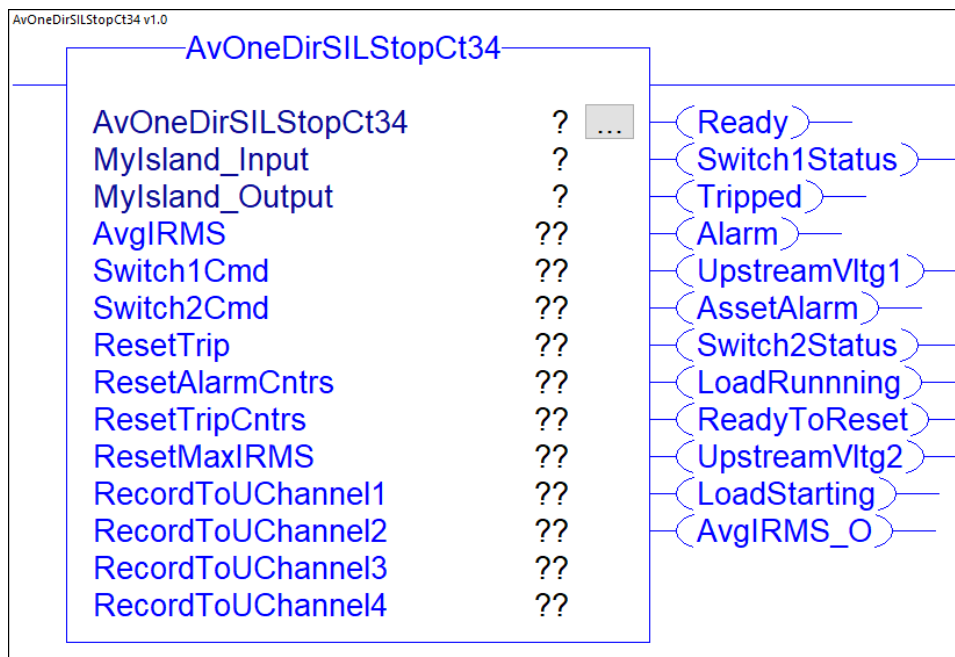 AvOneDirSILStopCt34 v1.0
AvOneDirSILStopCt34
AvOneDirSILStopCt34 ? ... Ready
MyIsland_Input ? Switch1Status
MyIsland_Output ? Tripped
AvgIRMS ?? Alarm
Switch1Cmd ?? UpstreamVltg1
Switch2Cmd ?? AssetAlarm
ResetTrip ?? Switch2Status
ResetAlarmCntrs ?? LoadRunnning
ResetTripCntrs ?? ReadyToReset
ResetMaxIRMS ?? UpstreamVltg2
RecordToUChannel1 ?? LoadStarting
RecordToUChannel2 ?? AvgIRMS_O
RecordToUChannel3 ??
RecordToUChannel4 ??